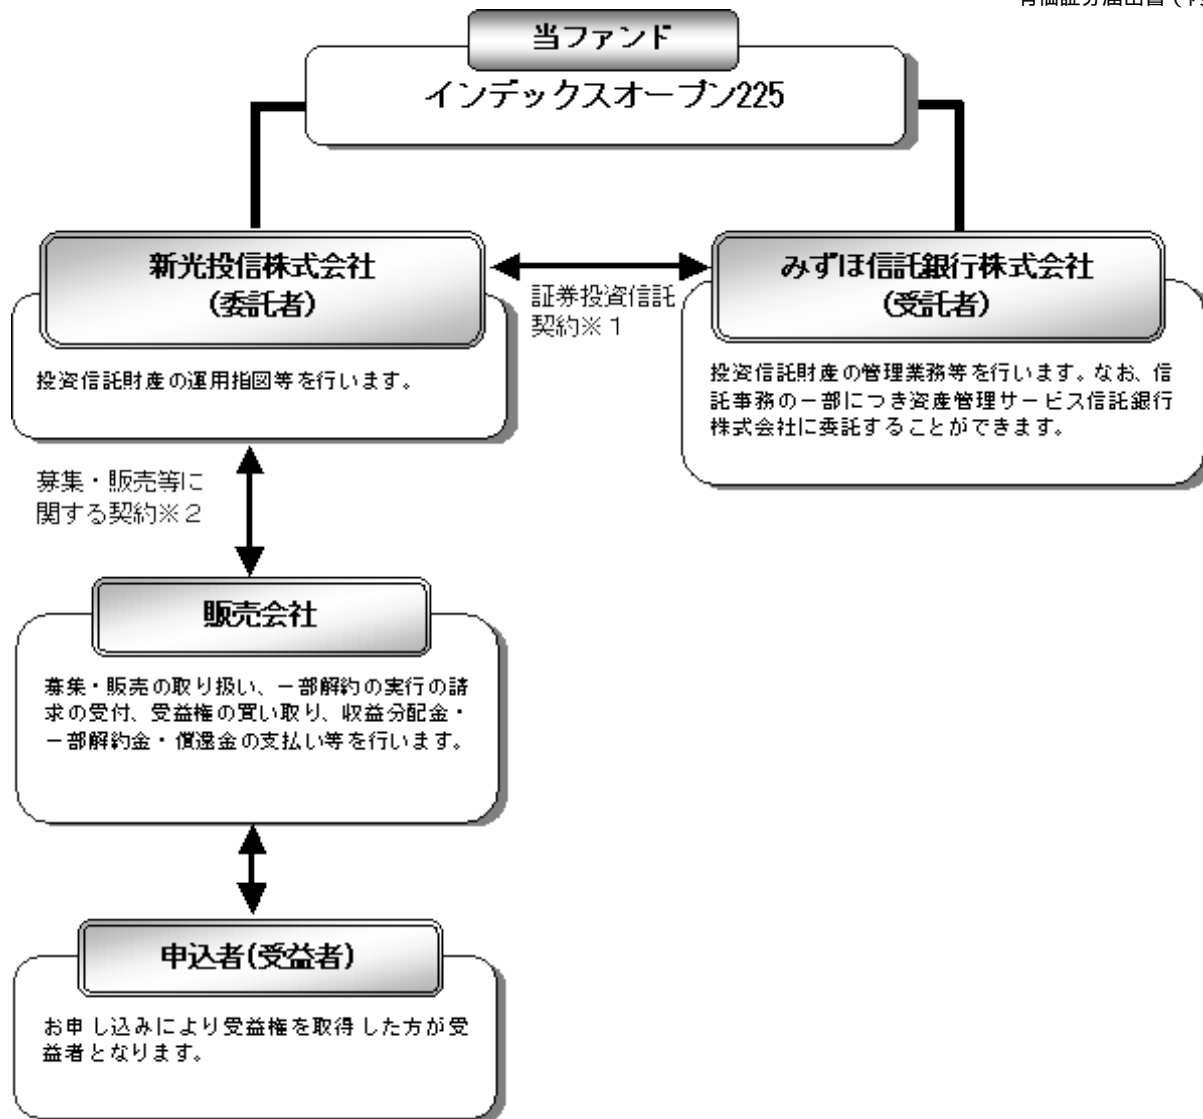 有価証券届出書（内
当ファンド
インデックスオープン225
新光投信株式会社
(委託者)
投資信託財産の運用指図等を行います。
証券投資信託
契約※１
みずほ信託銀行株式会社
(受託者)
投資信託財産の管理業務等を行います。なお、信
託事務の一部につき資産管理サービス信託銀行
株式会社に委託することができます。
募集・販売等に
関する契約※２
販売会社
募集・販売の取り扱い、一部解約の実行の請
求の受付、受益権の買い取り、収益分配金・
一部解約金・償還金の支払い等を行います。
申込者(受益者)
お申し込みにより受益権を取得した方が受
益者となります。